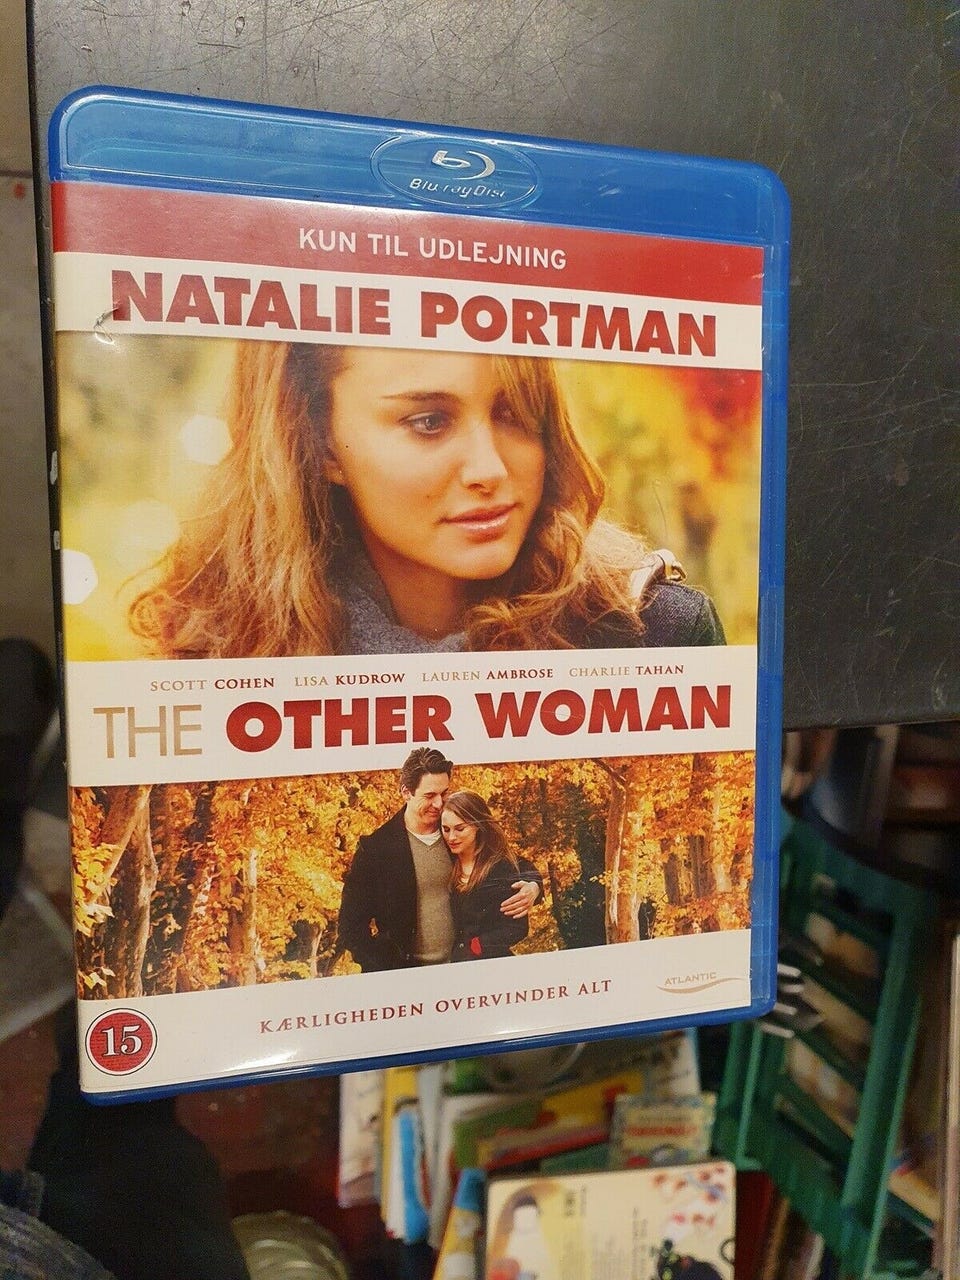 Blu-ray Disc
KUN TIL UDLEJNING
NATALIE PORTMAN
SCOTT COHEN LISA KUDROW LAUREN AMBROSE CHARLIE TAHAN
THE OTHER WOMAN
KÆRLIGHEDEN OVERVINDER ALT
ATLANTIC
15